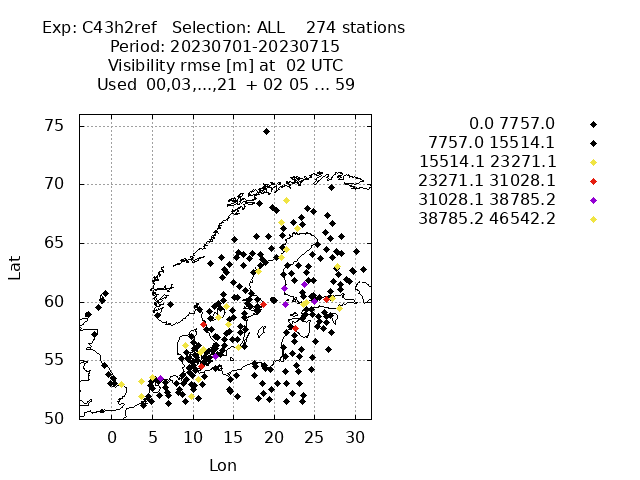 Exp: C43h2ref   Selection: ALL    274 stations
Period: 20230701-20230715
Visibility rmse [m] at  02 UTC
Used  00,03,...,21  + 02 05 ... 59
0.0 7757.0
7757.0 15514.1
15514.1 23271.1
23271.1 31028.1
31028.1 38785.2
38785.2 46542.2
75
70
65
60
55
50
Lat
0 5 10 15 20 25 30
Lon